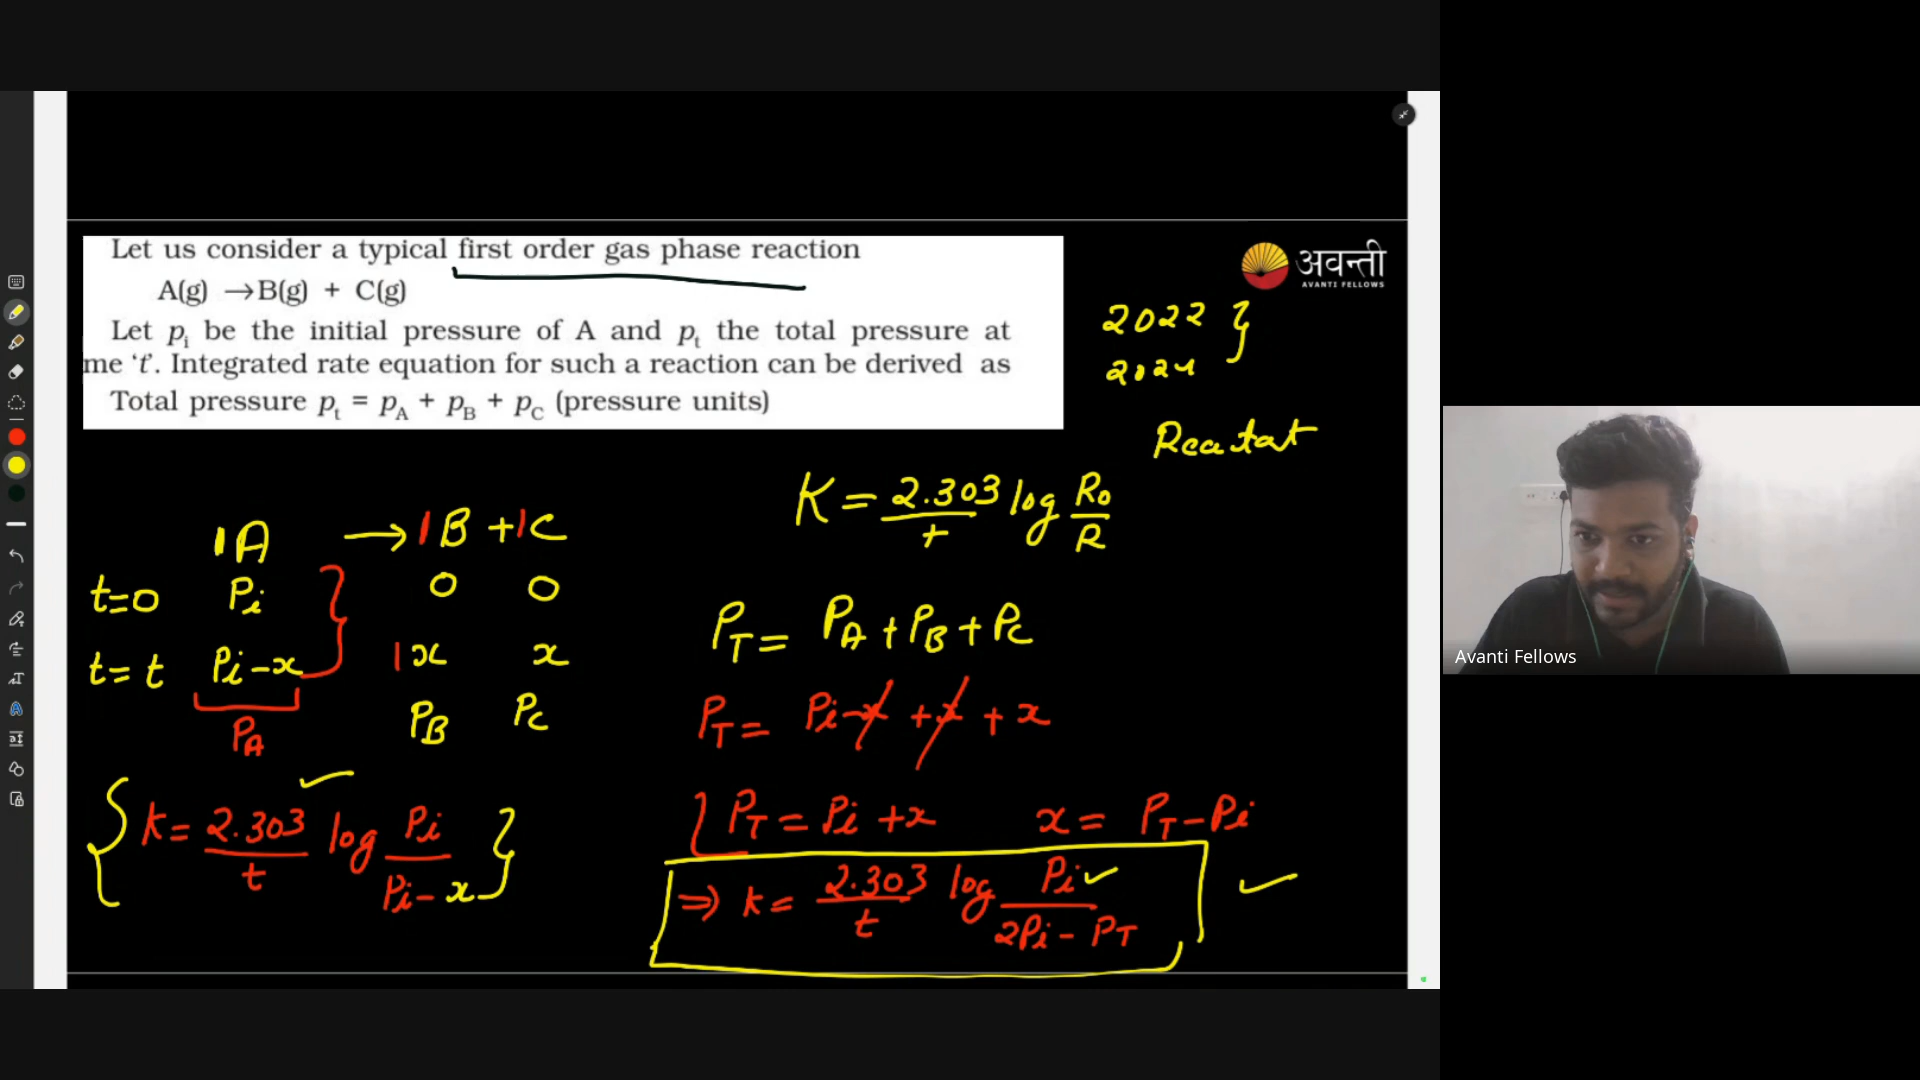 Let us consider a typical first order gas phase reaction
A(g) →B(g) + C(g)
Let pi be the initial pressure of A and pt the total pressure at
me 't'. Integrated rate equation for such a reaction can be derived as
Total pressure pt = pA + pB + pC (pressure units)
अवन्ती
AVANTI FELLOWS
2022 }
2024
K = 2.303/t log R0/R
1A → 1B + 1C
t=0 Pi 0 0
t=t Pi-x 1x x
PA PB PC
PT = PA + PB + PC
PT = Pi-x + x + x
{ k = 2.303/t log Pi/Pi-x }
[ PT = Pi + x x = PT - Pi
⇒ k = 2.303/t log Pi/2Pi - PT
Avanti Fellows